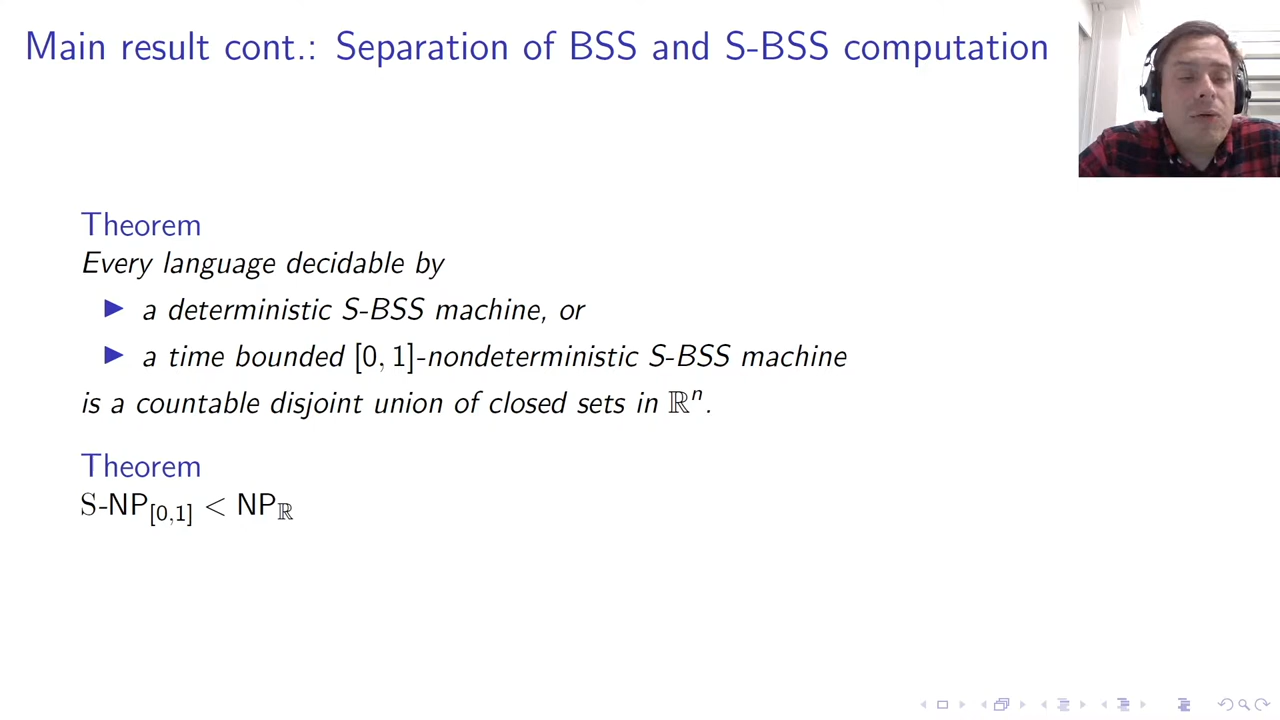 Main result cont.: Separation of BSS and S-BSS computation
Theorem
Every language decidable by
▶ a deterministic S-BSS machine, or
▶ a time bounded [0, 1]-nondeterministic S-BSS machine
is a countable disjoint union of closed sets in ℝⁿ.
Theorem
S-NP[0,1] < NPℝ